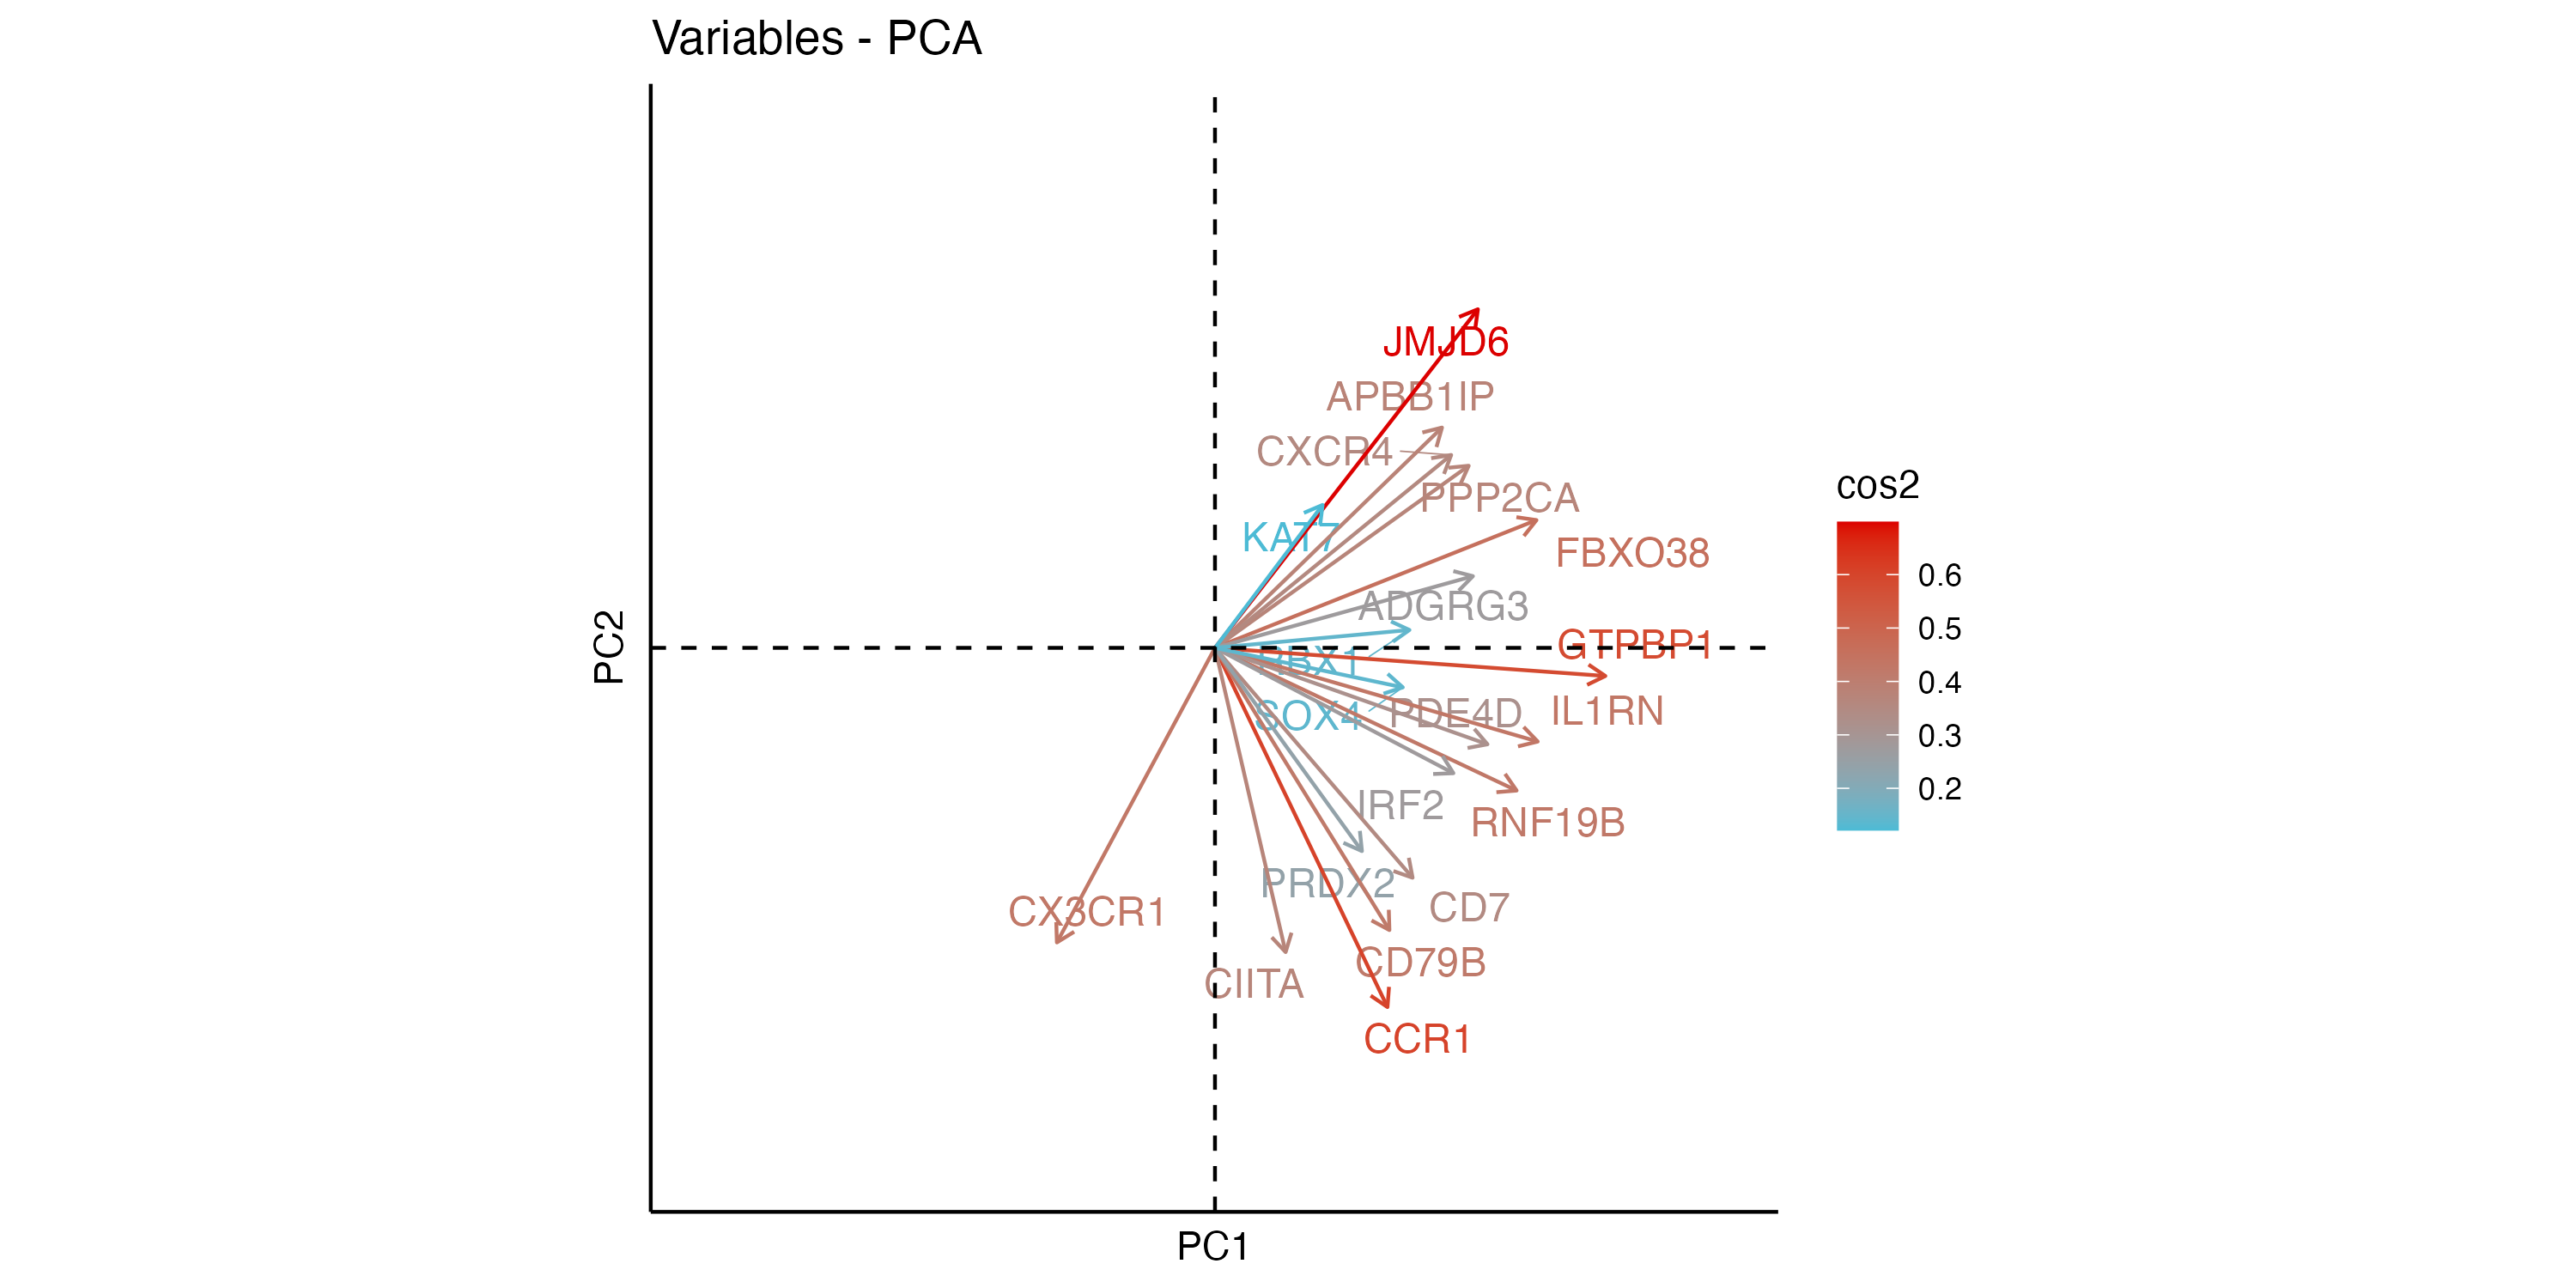 Variables - PCA
JMJD6
APBB1IP
CXCR4
PPP2CA
KAT7
FBXO38
ADGRG3
GTPBP1
SOX4
PDE4D
IL1RN
IRF2
RNF19B
PRDX2
CD7
CX3CR1
CD79B
CIITA
CCR1
PC2
PC1
cos2
0.6
0.5
0.4
0.3
0.2